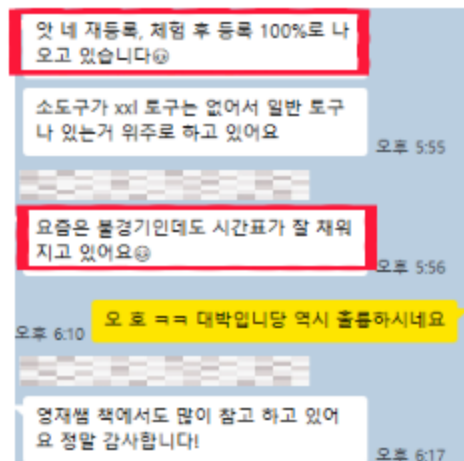 앗 네 재등록, 체험 후 등록 100%로 나
오고 있습니다
소도구가 xxl 토구는 없어서 일반 토구
나 있는거 위주로 하고 있어요
오후 5:55
요즘은 불경기인데도 시간표가 잘 채워
지고 있어요
오후 5:56
오 호 ㅋㅋ 대박입니당 역시 훌륭하시네요
오후 6:10
영재쌤 책에서도 많이 참고 하고 있어
요 정말 감사합니다!
오후 6:17